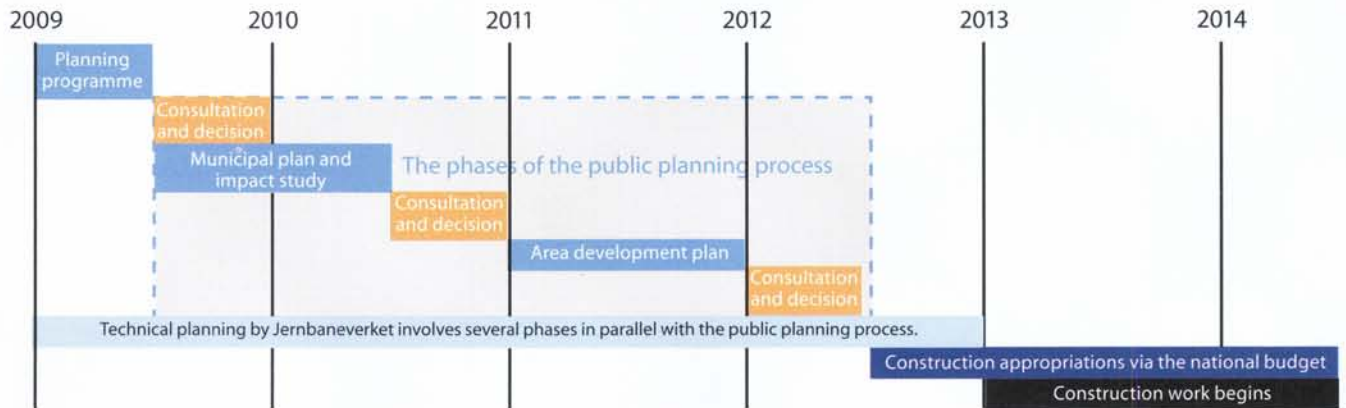 2009 2010 2011 2012 2013 2014
Planning
programme
Consultation
and decision
Municipal plan and
impact study
The phases of the public planning process
Consultation
and decision
Area development plan
Consultation
and decision
Technical planning by Jernbaneverket involves several phases in parallel with the public planning process.
Construction appropriations via the national budget
Construction work begins